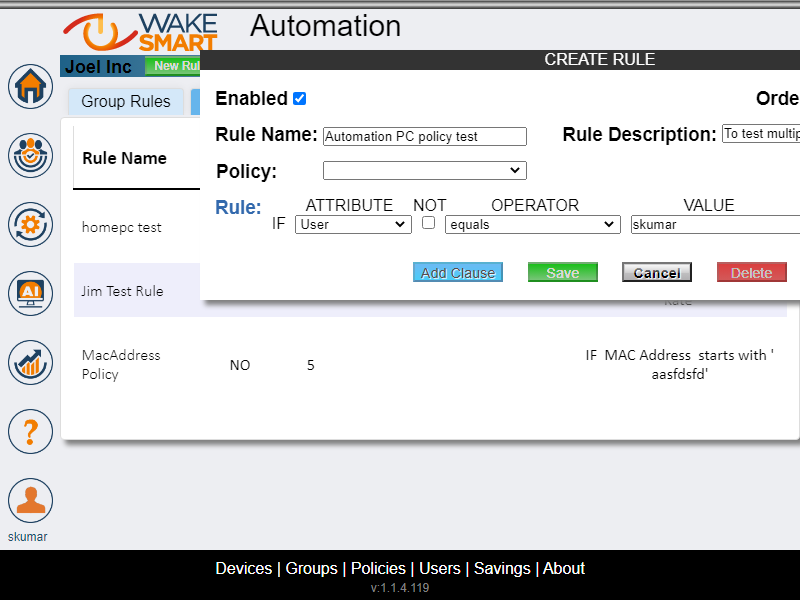 WAKE
SMART
Automation
Joel Inc
New Rul
CREATE RULE
Group Rules
Enabled
Orde
Rule Name:
Automation PC policy test
Rule Description:
To test multip
Rule Name
Policy:
Rule:
ATTRIBUTE
NOT
OPERATOR
VALUE
IF
User
equals
skumar
homepc test
Add Clause
Save
Cancel
Delete
Jim Test Rule
MacAddress
Policy
NO
5
IF MAC Address starts with '
aasfdsfd'
AI
?
skumar
Devices | Groups | Policies | Users | Savings | About
v:1.1.4.119